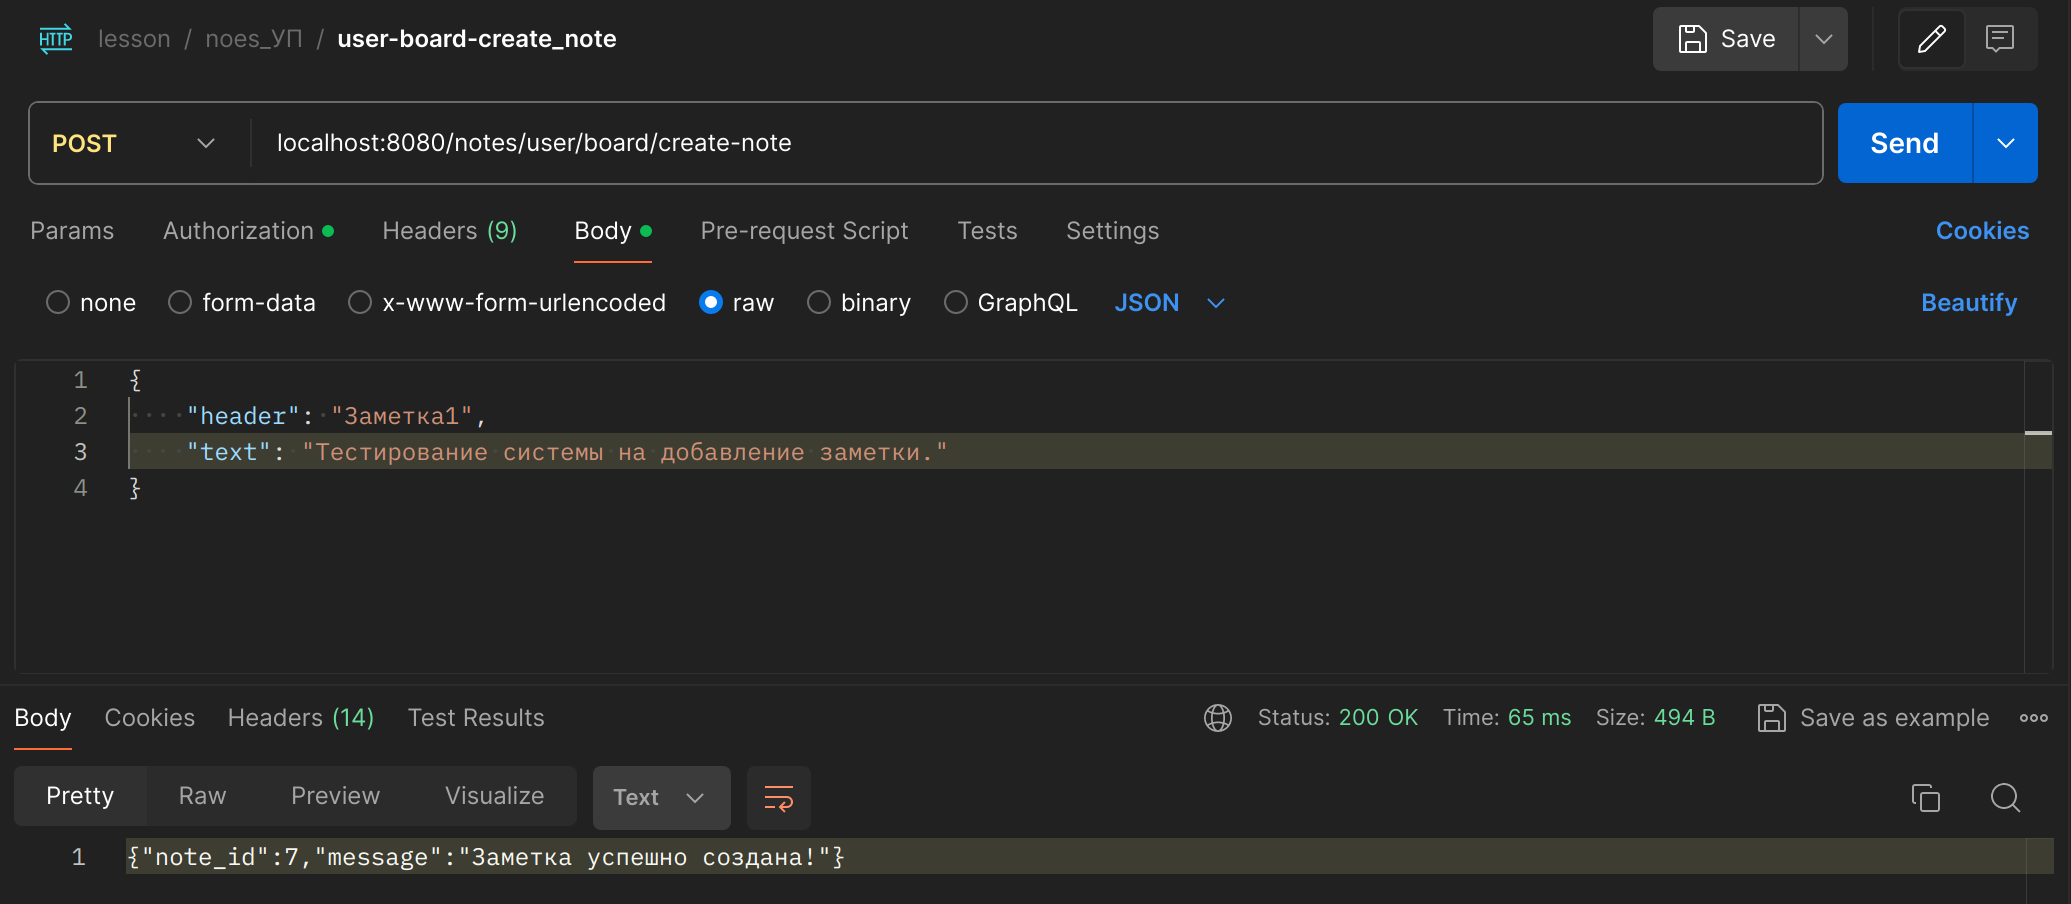 HTTP lesson / noes_УП / user-board-create_note Save
POST localhost:8080/notes/user/board/create-note Send
Params Authorization Headers (9) Body Pre-request Script Tests Settings Cookies
none form-data x-www-form-urlencoded raw binary GraphQL JSON Beautify
1 {
2 "header": "Заметка1",
3 "text": "Тестирование системы на добавление заметки."
4 }
Body Cookies Headers (14) Test Results Status: 200 OK Time: 65 ms Size: 494 B Save as example
Pretty Raw Preview Visualize Text
1 {"note_id":7,"message":"Заметка успешно создана!"}